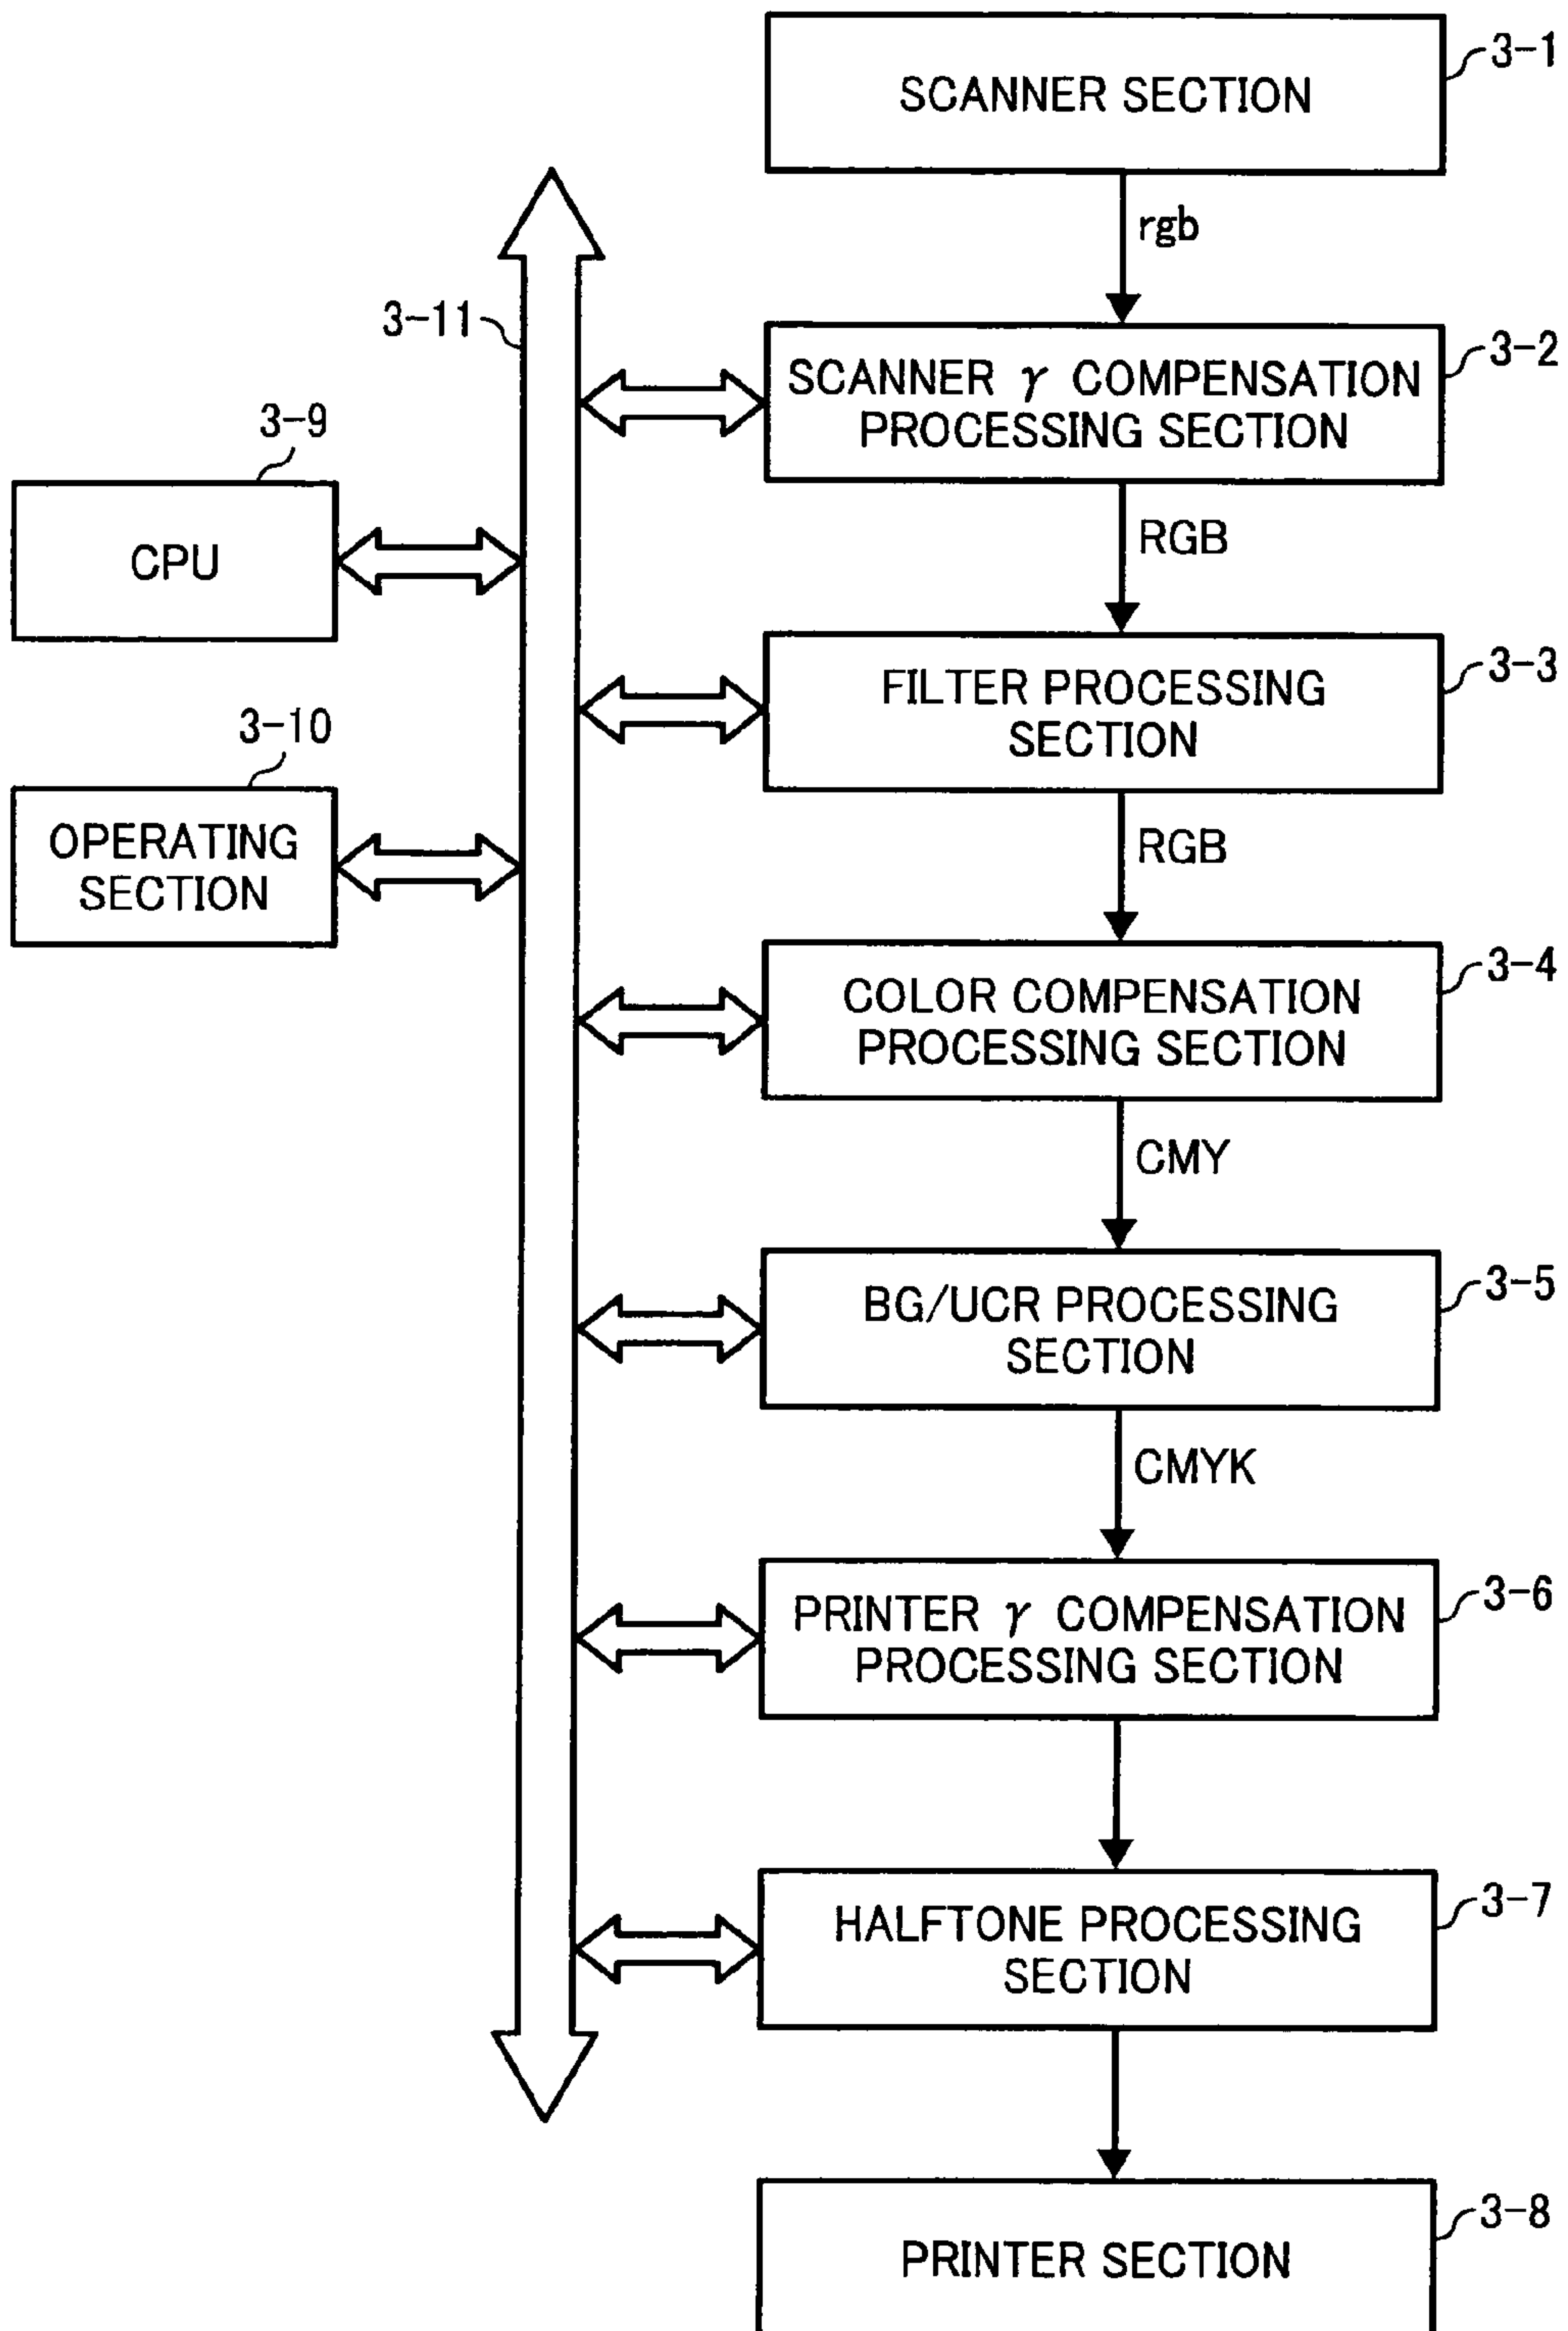 3-1
SCANNER SECTION
rgb
3-11
3-2
SCANNER γ COMPENSATION
PROCESSING SECTION
3-9
CPU
RGB
3-3
FILTER PROCESSING
SECTION
3-10
OPERATING
SECTION
RGB
3-4
COLOR COMPENSATION
PROCESSING SECTION
CMY
3-5
BG/UCR PROCESSING
SECTION
CMYK
3-6
PRINTER γ COMPENSATION
PROCESSING SECTION
3-7
HALFTONE PROCESSING
SECTION
3-8
PRINTER SECTION